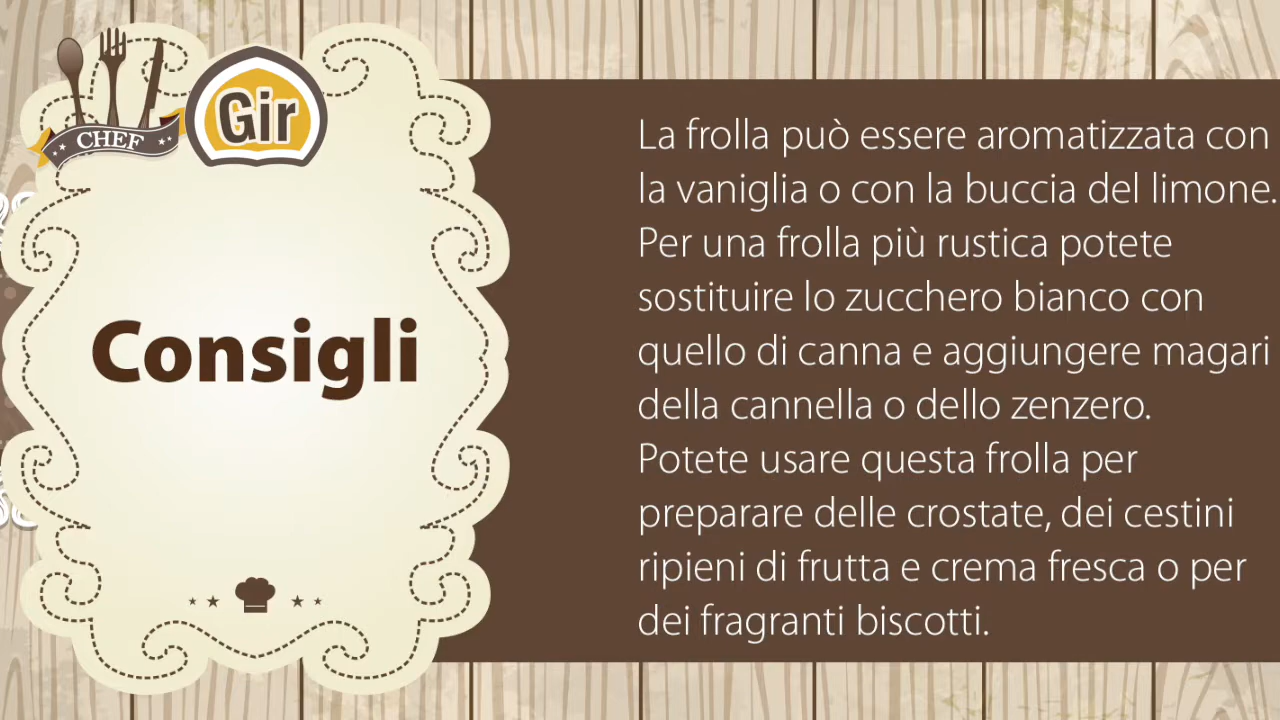 CHEF
Gir
Consigli
La frolla può essere aromatizzata con
la vaniglia o con la buccia del limone.
Per una frolla più rustica potete
sostituire lo zucchero bianco con
quello di canna e aggiungere magari
della cannella o dello zenzero.
Potete usare questa frolla per
preparare delle crostate, dei cestini
ripieni di frutta e crema fresca o per
dei fragranti biscotti.